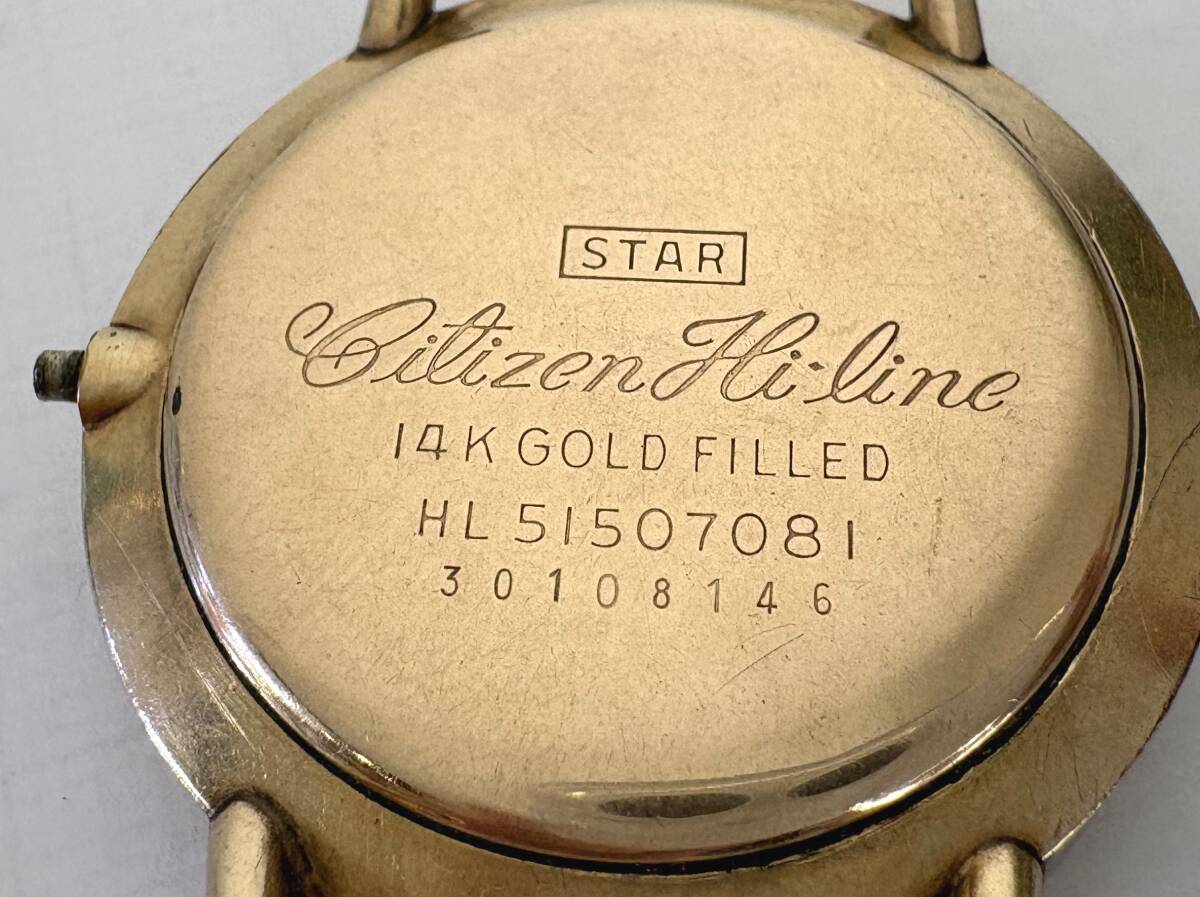 STAR
Citizen Hi-line
14K GOLD FILLED
HL 51507081
30108146